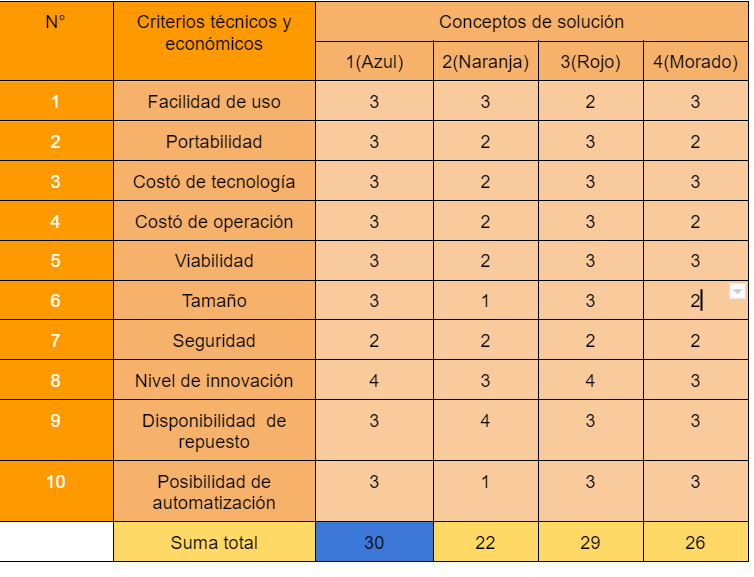 N° Criterios técnicos y económicos Conceptos de solución
1(Azul) 2(Naranja) 3(Rojo) 4(Morado)
1 Facilidad de uso 3 3 2 3
2 Portabilidad 3 2 3 2
3 Costó de tecnología 3 2 3 3
4 Costó de operación 3 2 3 2
5 Viabilidad 3 2 3 3
6 Tamaño 3 1 3 2
7 Seguridad 2 2 2 2
8 Nivel de innovación 4 3 4 3
9 Disponibilidad de repuesto 3 4 3 3
10 Posibilidad de automatización 3 1 3 3
Suma total 30 22 29 26